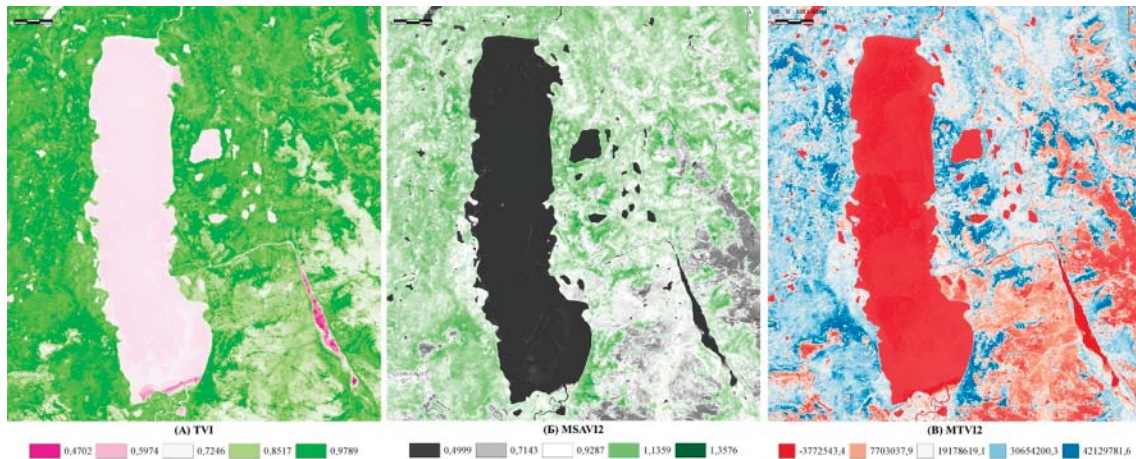 (А) TVI
(Б) MSAVI2
(В) MTVI2
0,4702 0,5974 0,7246 0,8517 0,9789
0,4999 0,7143 0,9287 1,1359 1,3576
-3772543,4 7703037,9 19178619,1 30654200,3 42129781,6